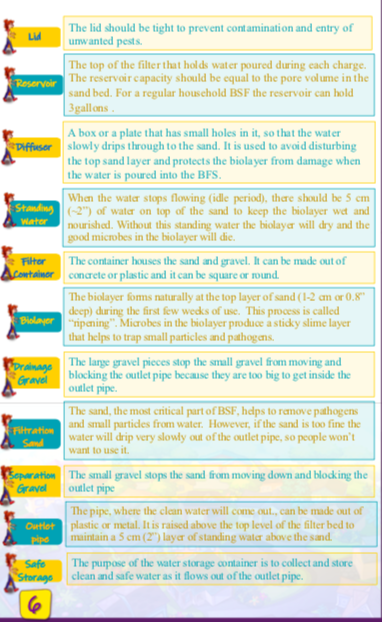 Lid
The lid should be tight to prevent contamination and entry of
unwanted pests.
Reservoir
The top of the filter that holds water poured during each charge.
The reservoir capacity should be equal to the pore volume in the
sand bed. For a regular household BSF the reservoir can hold
3gallons .
Diffuser
A box or a plate that has small holes in it, so that the water
slowly drips through to the sand. It is used to avoid disturbing
the top sand layer and protects the biolayer from damage when
the water is poured into the BFS.
Standing
Water
When the water stops flowing (idle period), there should be 5 cm
(~2”) of water on top of the sand to keep the biolayer wet and
nourished. Without this standing water the biolayer will dry and the
good microbes in the biolayer will die.
Filter
Container
The container houses the sand and gravel. It can be made out of
concrete or plastic and it can be square or round.
Biolayer
The biolayer forms naturally at the top layer of sand (1-2 cm or 0.8”
deep) during the first few weeks of use. This process is called
“ripening”. Microbes in the biolayer produce a sticky slime layer
that helps to trap small particles and pathogens.
Drainage
Gravel
The large gravel pieces stop the small gravel from moving and
blocking the outlet pipe because they are too big to get inside the
outlet pipe.
Filtration
Sand
The sand, the most critical part of BSF, helps to remove pathogens
and small particles from water. However, if the sand is too fine the
water will drip very slowly out of the outlet pipe, so people won’t
want to use it.
Separation
Gravel
The small gravel stops the sand from moving down and blocking the
outlet pipe
Outlet
pipe
The pipe, where the clean water will come out., can be made out of
plastic or metal. It is raised above the top level of the filter bed to
maintain a 5 cm (2”) layer of standing water above the sand.
Safe
Storage
The purpose of the water storage container is to collect and store
clean and safe water as it flows out of the outlet pipe.
6